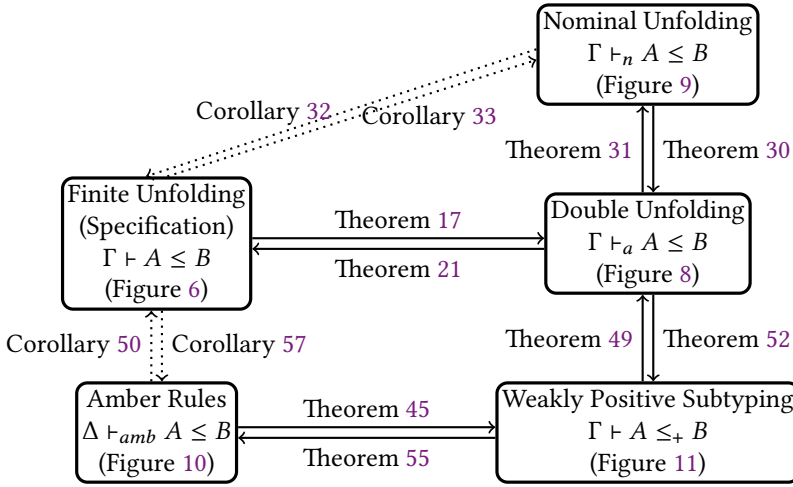 Nominal Unfolding
Γ ⊢n A ≤ B
(Figure 9)
Corollary 32
Corollary 33
Theorem 31
Theorem 30
Finite Unfolding
(Specification)
Γ ⊢ A ≤ B
(Figure 6)
Theorem 17
Theorem 21
Double Unfolding
Γ ⊢a A ≤ B
(Figure 8)
Corollary 50
Corollary 57
Theorem 49
Theorem 52
Amber Rules
Δ ⊢amb A ≤ B
(Figure 10)
Theorem 45
Theorem 55
Weakly Positive Subtyping
Γ ⊢ A ≤+ B
(Figure 11)